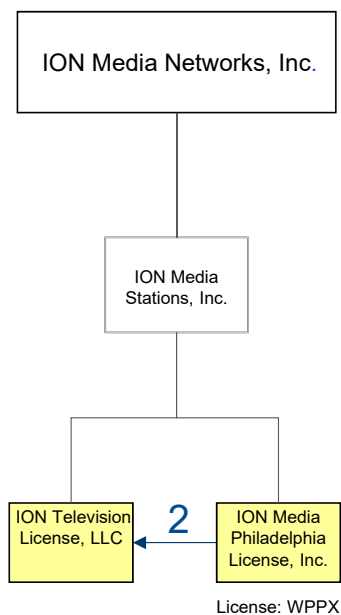 ION Media Networks, Inc.
ION Media
Stations, Inc.
ION Television
License, LLC
2
ION Media
Philadelphia
License, Inc.
License: WPPX